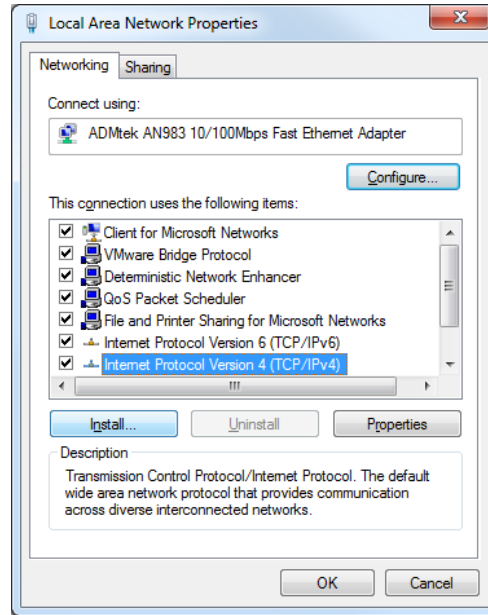 Local Area Network Properties
Networking
Sharing
Connect using:
ADMtek AN983 10/100Mbps Fast Ethernet Adapter
Configure...
This connection uses the following items:
Client for Microsoft Networks
VMware Bridge Protocol
Deterministic Network Enhancer
QoS Packet Scheduler
File and Printer Sharing for Microsoft Networks
Internet Protocol Version 6 (TCP/IPv6)
Internet Protocol Version 4 (TCP/IPv4)
Install...
Uninstall
Properties
Description
Transmission Control Protocol/Internet Protocol. The default
wide area network protocol that provides communication
across diverse interconnected networks.
OK
Cancel